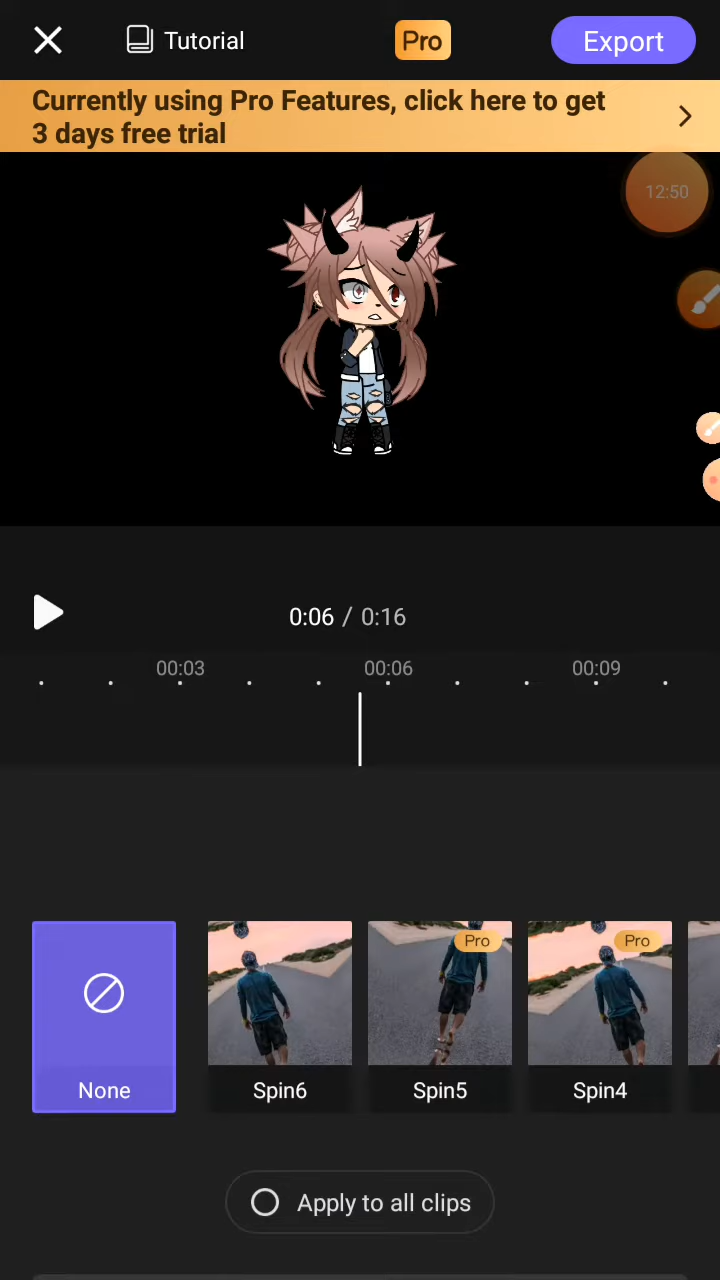 Tutorial
Pro
Export
Currently using Pro Features, click here to get
3 days free trial
12:50
0:06 / 0:16
00:03
00:06
00:09
Pro
Pro
None
Spin6
Spin5
Spin4
Apply to all clips